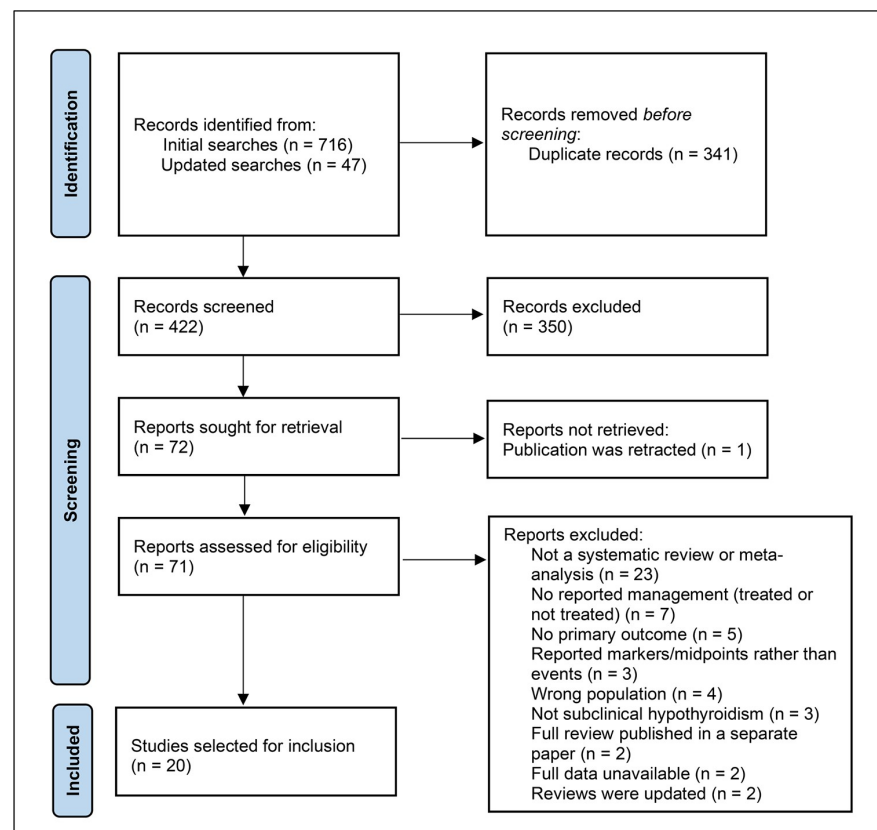 Identification
Records identified from:
Initial searches (n = 716)
Updated searches (n = 47)
Records removed before
screening:
Duplicate records (n = 341)
Screening
Records screened
(n = 422)
Records excluded
(n = 350)
Reports sought for retrieval
(n = 72)
Reports not retrieved:
Publication was retracted (n = 1)
Reports assessed for eligibility
(n = 71)
Reports excluded:
Not a systematic review or meta-
analysis (n = 23)
No reported management (treated or
not treated) (n = 7)
No primary outcome (n = 5)
Reported markers/midpoints rather than
events (n = 3)
Wrong population (n = 4)
Not subclinical hypothyroidism (n = 3)
Full review published in a separate
paper (n = 2)
Full data unavailable (n = 2)
Reviews were updated (n = 2)
Included
Studies selected for inclusion
(n = 20)